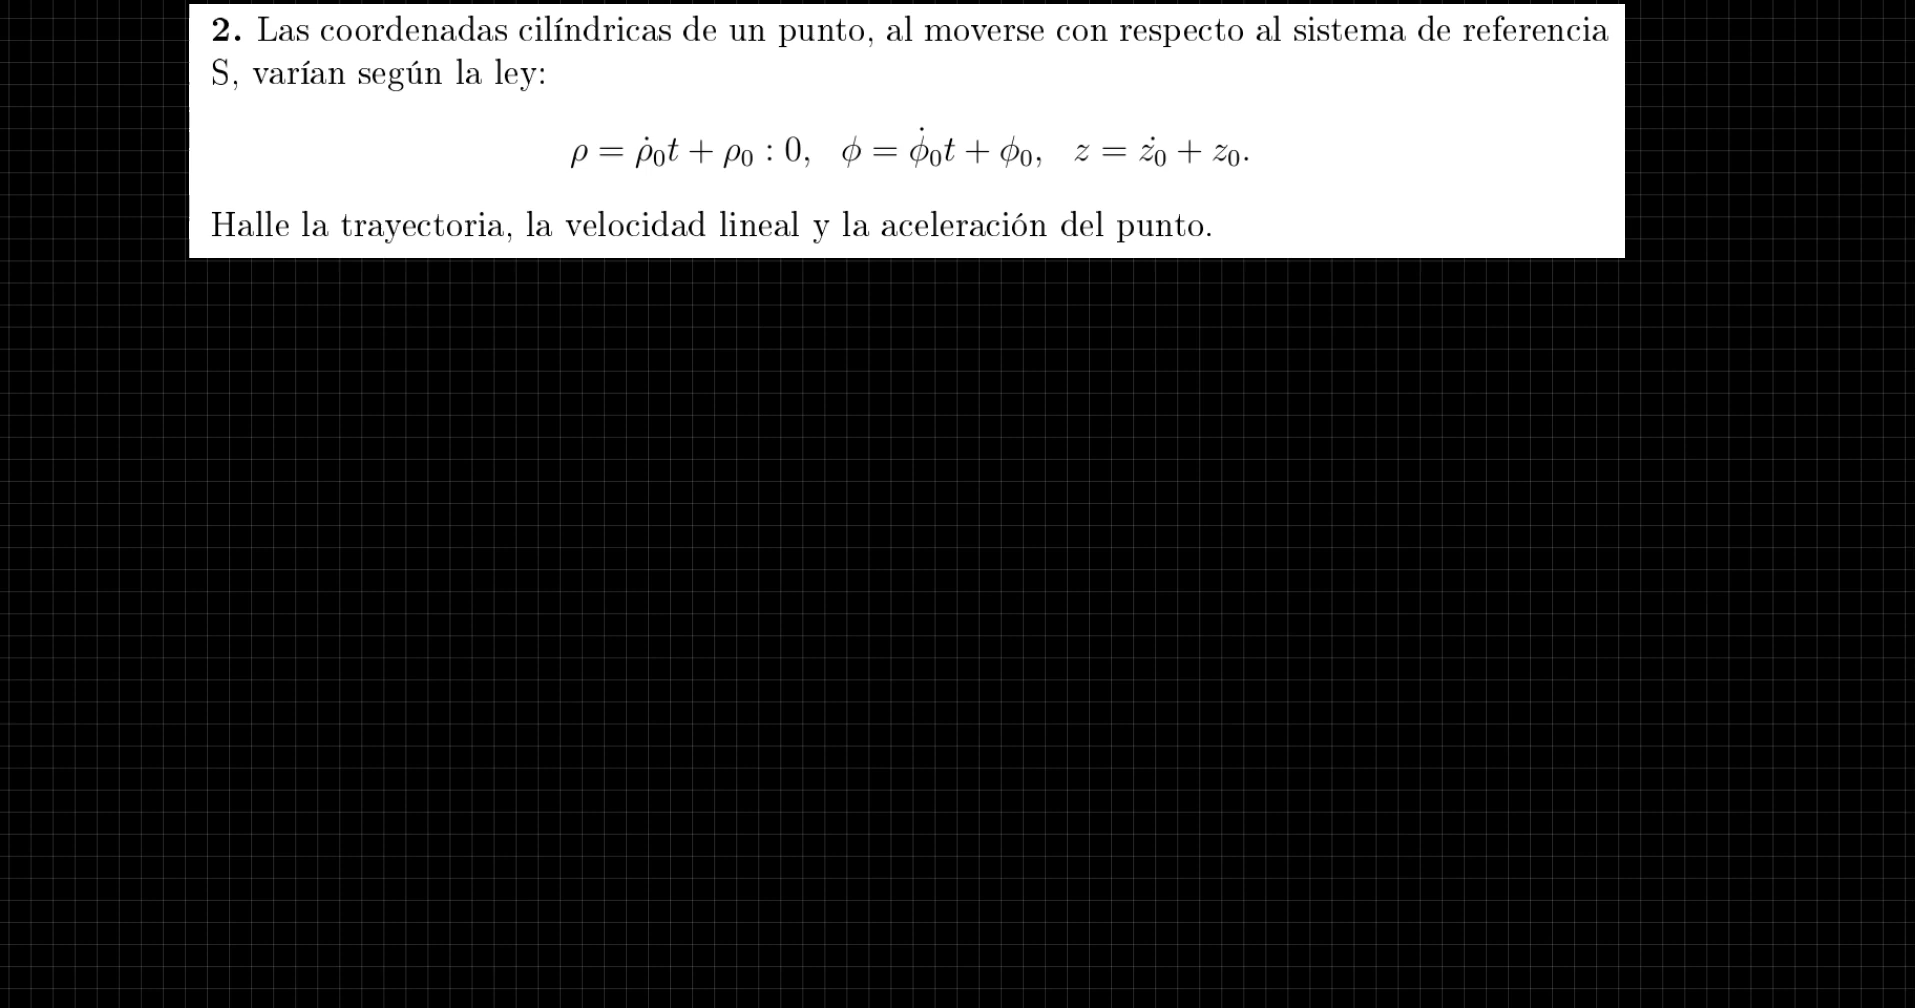 2. Las coordenadas cilíndricas de un punto, al moverse con respecto al sistema de referencia
S, varían según la ley:
ρ = ρ̇₀t + ρ₀ : 0, ϕ = ϕ̇₀t + ϕ₀, z = ż₀ + z₀.
Halle la trayectoria, la velocidad lineal y la aceleración del punto.